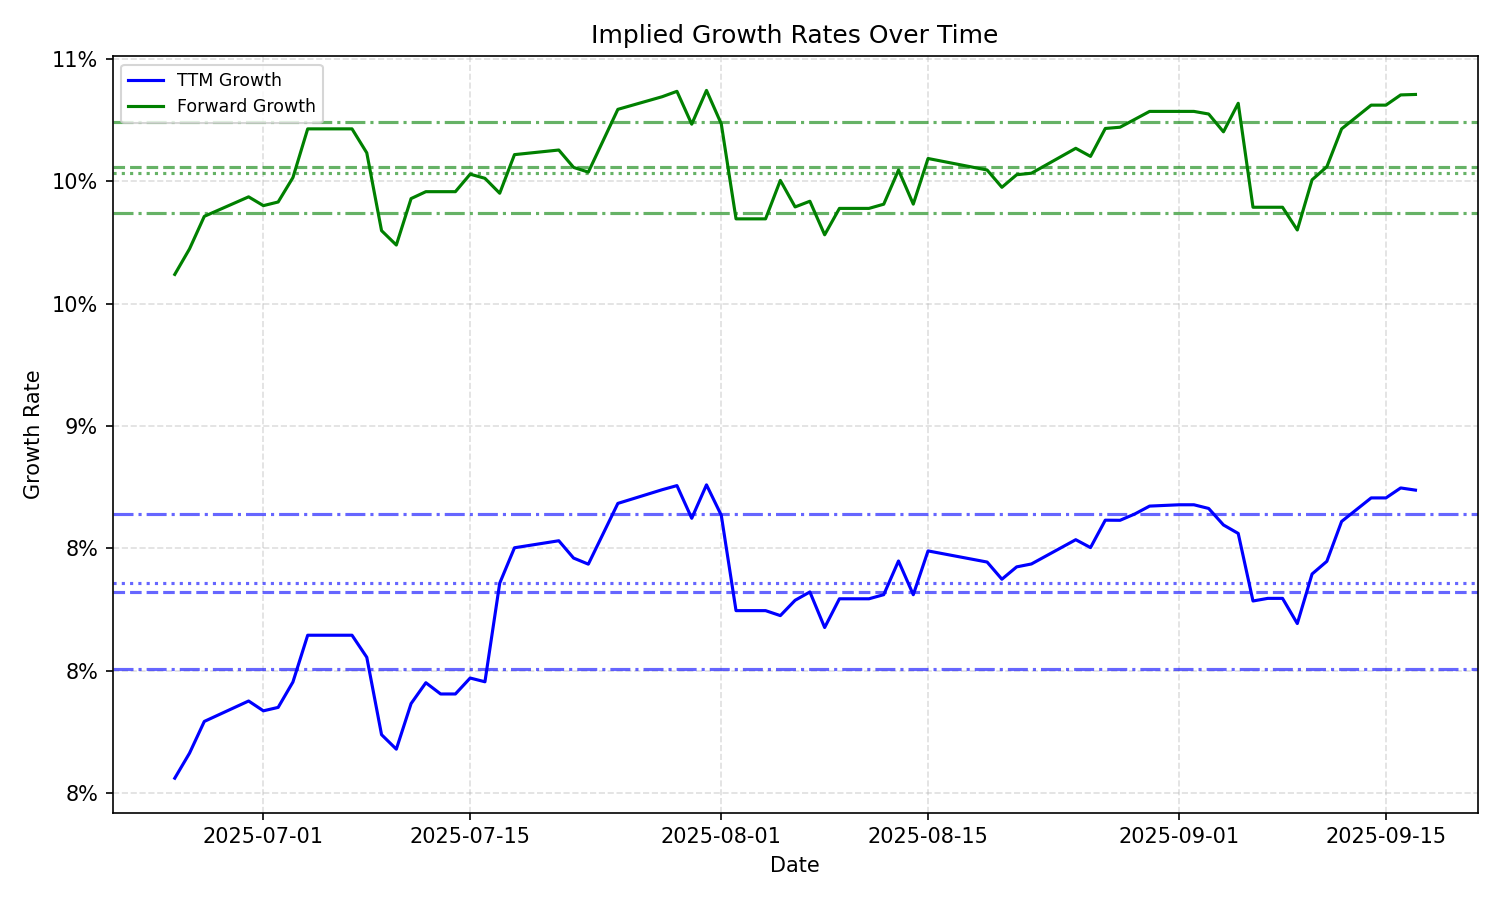 Implied Growth Rates Over Time
TTM Growth
Forward Growth
11%
10%
10%
9%
8%
8%
8%
Growth Rate
2025-07-01
2025-07-15
2025-08-01
2025-08-15
2025-09-01
2025-09-15
Date